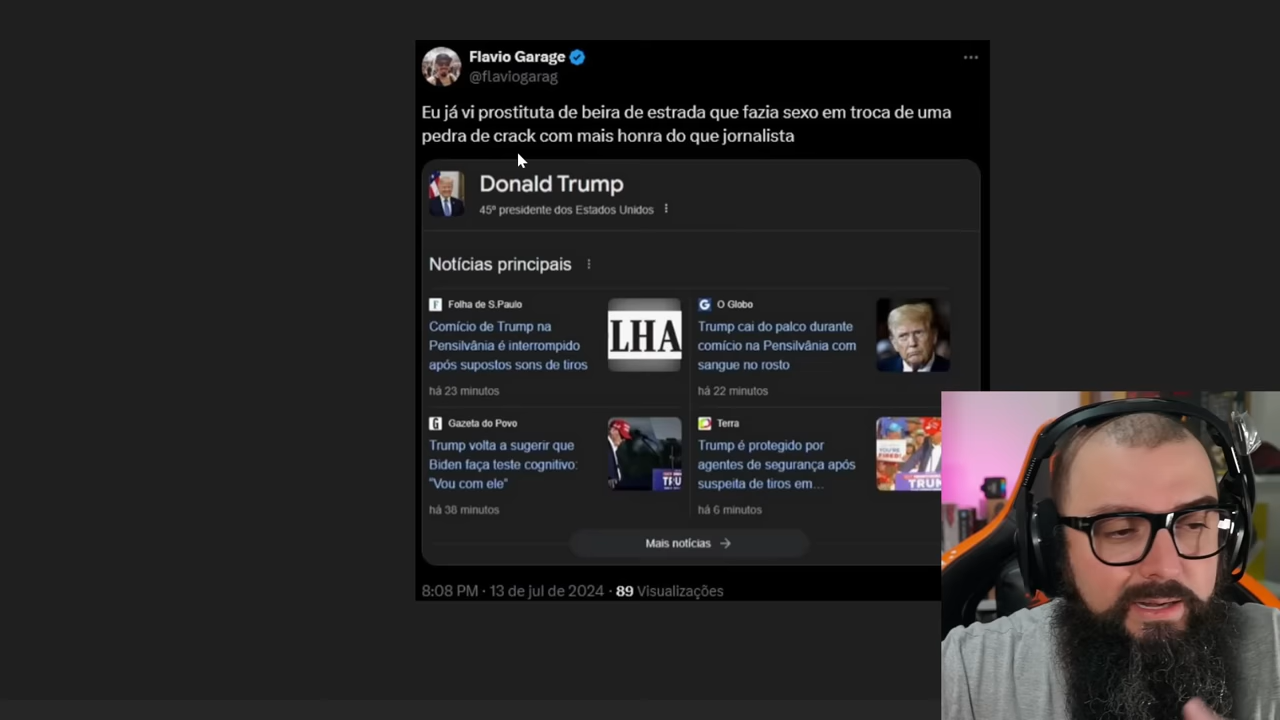 Flavio Garage
@flaviogarag
Eu já vi prostituta de beira de estrada que fazia sexo em troca de uma
pedra de crack com mais honra do que jornalista
Donald Trump
45º presidente dos Estados Unidos
Notícias principais
F Folha de S.Paulo
Comício de Trump na
Pensilvânia é interrompido
após supostos sons de tiros
há 23 minutos
LHA
G O Globo
Trump cai do palco durante
comício na Pensilvânia com
sangue no rosto
há 22 minutos
G Gazeta do Povo
Trump volta a sugerir que
Biden faça teste cognitivo:
"Vou com ele"
há 38 minutos
TRU
Terra
Trump é protegido por
agentes de segurança após
suspeita de tiros em...
há 6 minutos
YOU'RE
FIRED!
TRUM
Mais notícias →
8:08 PM · 13 de jul de 2024 · 89 Visualizações